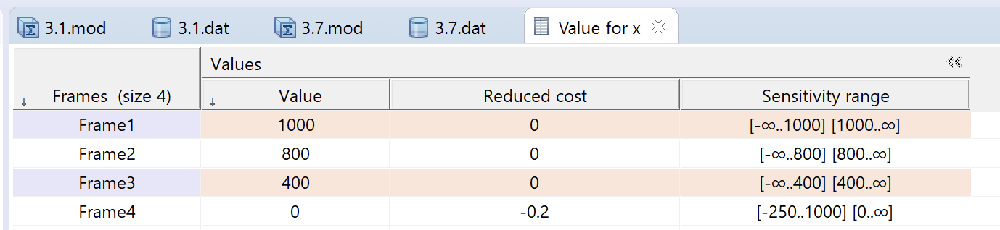 3.1.mod 3.1.dat 3.7.mod 3.7.dat Value for x
Values
Frames (size 4) Value Reduced cost Sensitivity range
Frame1 1000 0 [-∞..1000] [1000..∞]
Frame2 800 0 [-∞..800] [800..∞]
Frame3 400 0 [-∞..400] [400..∞]
Frame4 0 -0.2 [-250..1000] [0..∞]